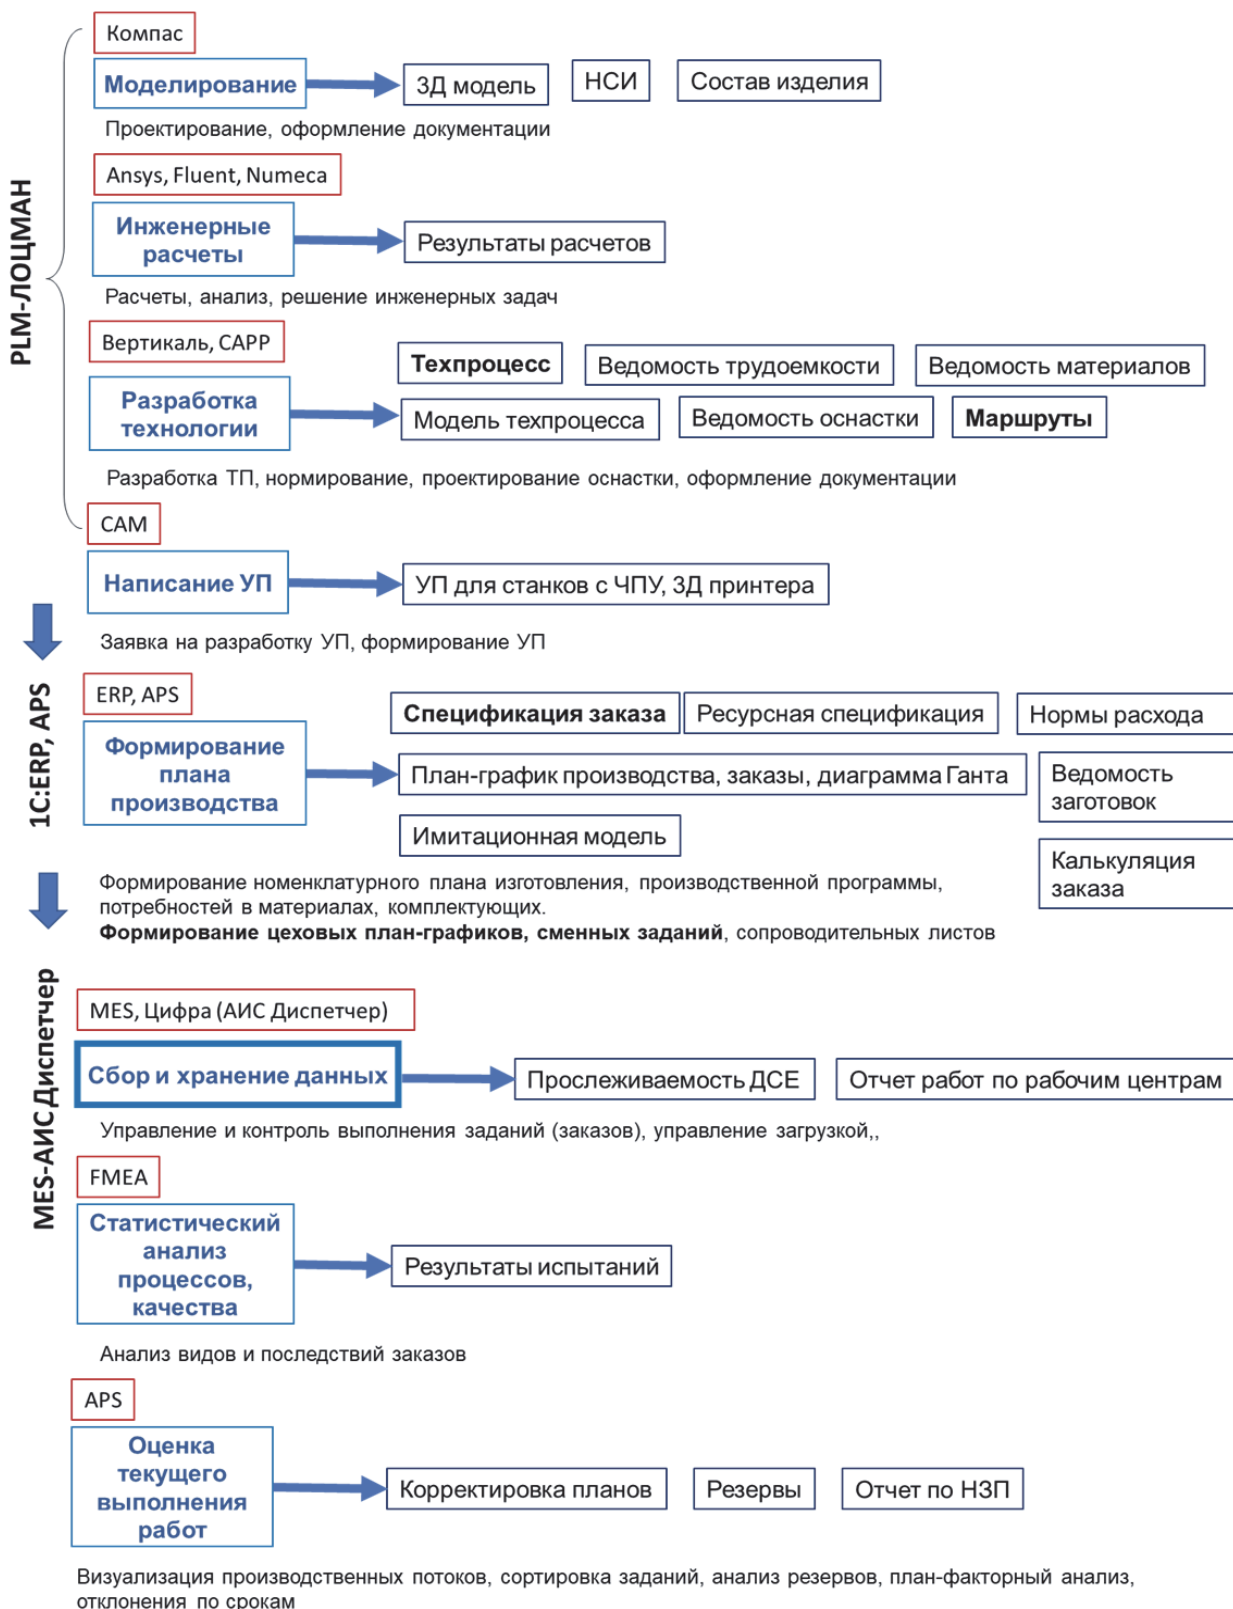 PLM-ЛОЦМАН
Компас
Моделирование
3Д модель
НСИ
Состав изделия
Проектирование, оформление документации
Ansys, Fluent, Numeca
Инженерные
расчеты
Результаты расчетов
Расчеты, анализ, решение инженерных задач
Вертикаль, CAPP
Техпроцесс
Ведомость трудоемкости
Ведомость материалов
Разработка
технологии
Модель техпроцесса
Ведомость оснастки
Маршруты
Разработка ТП, нормирование, проектирование оснастки, оформление документации
CAM
Написание УП
УП для станков с ЧПУ, 3Д принтера
Заявка на разработку УП, формирование УП
1С:ERP, APS
ERP, APS
Спецификация заказа
Ресурсная спецификация
Нормы расхода
Формирование
плана
производства
План-график производства, заказы, диаграмма Ганта
Ведомость
заготовок
Имитационная модель
Калькуляция
заказа
Формирование номенклатурного плана изготовления, производственной программы,
потребностей в материалах, комплектующих.
Формирование цеховых план-графиков, сменных заданий, сопроводительных листов
MES-АИС Диспетчер
MES, Цифра (АИС Диспетчер)
Сбор и хранение данных
Прослеживаемость ДСЕ
Отчет работ по рабочим центрам
Управление и контроль выполнения заданий (заказов), управление загрузкой,,
FMEA
Статистический
анализ
процессов,
качества
Результаты испытаний
Анализ видов и последствий заказов
APS
Оценка
текущего
выполнения
работ
Корректировка планов
Резервы
Отчет по НЗП
Визуализация производственных потоков, сортировка заданий, анализ резервов, план-факторный анализ,
отклонения по срокам